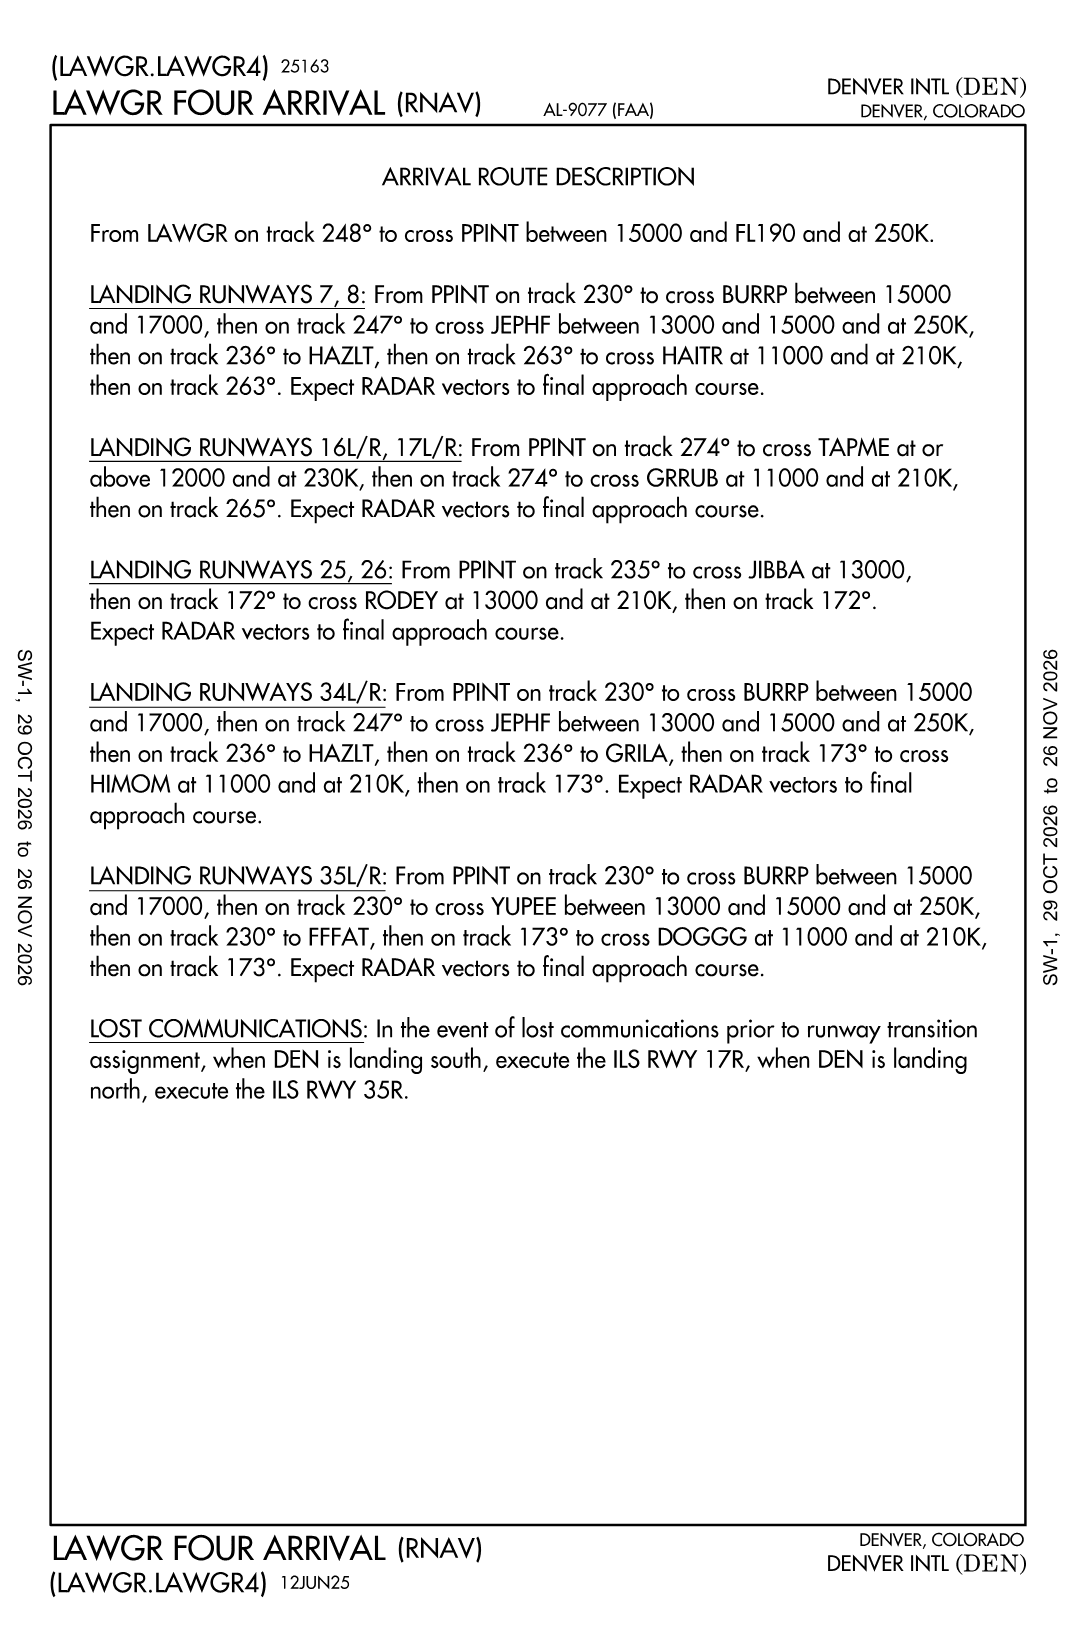 (LAWGR.LAWGR4) 25163
LAWGR FOUR ARRIVAL (RNAV)
AL-9077 (FAA)
DENVER INTL (DEN)
DENVER, COLORADO
ARRIVAL ROUTE DESCRIPTION
From LAWGR on track 248° to cross PPINT between 15000 and FL190 and at 250K.
LANDING RUNWAYS 7, 8: From PPINT on track 230° to cross BURRP between 15000
and 17000, then on track 247° to cross JEPHF between 13000 and 15000 and at 250K,
then on track 236° to HAZLT, then on track 263° to cross HAITR at 11000 and at 210K,
then on track 263°. Expect RADAR vectors to final approach course.
LANDING RUNWAYS 16L/R, 17L/R: From PPINT on track 274° to cross TAPME at or
above 12000 and at 230K, then on track 274° to cross GRRUB at 11000 and at 210K,
then on track 265°. Expect RADAR vectors to final approach course.
LANDING RUNWAYS 25, 26: From PPINT on track 235° to cross JIBBA at 13000,
then on track 172° to cross RODEY at 13000 and at 210K, then on track 172°.
Expect RADAR vectors to final approach course.
LANDING RUNWAYS 34L/R: From PPINT on track 230° to cross BURRP between 15000
and 17000, then on track 247° to cross JEPHF between 13000 and 15000 and at 250K,
then on track 236° to HAZLT, then on track 236° to GRILA, then on track 173° to cross
HIMOM at 11000 and at 210K, then on track 173°. Expect RADAR vectors to final
approach course.
LANDING RUNWAYS 35L/R: From PPINT on track 230° to cross BURRP between 15000
and 17000, then on track 230° to cross YUPEE between 13000 and 15000 and at 250K,
then on track 230° to FFFAT, then on track 173° to cross DOGGG at 11000 and at 210K,
then on track 173°. Expect RADAR vectors to final approach course.
LOST COMMUNICATIONS: In the event of lost communications prior to runway transition
assignment, when DEN is landing south, execute the ILS RWY 17R, when DEN is landing
north, execute the ILS RWY 35R.
SW-1, 29 OCT 2026 to 26 NOV 2026
SW-1, 29 OCT 2026 to 26 NOV 2026
LAWGR FOUR ARRIVAL (RNAV)
(LAWGR.LAWGR4) 12JUN25
DENVER, COLORADO
DENVER INTL (DEN)